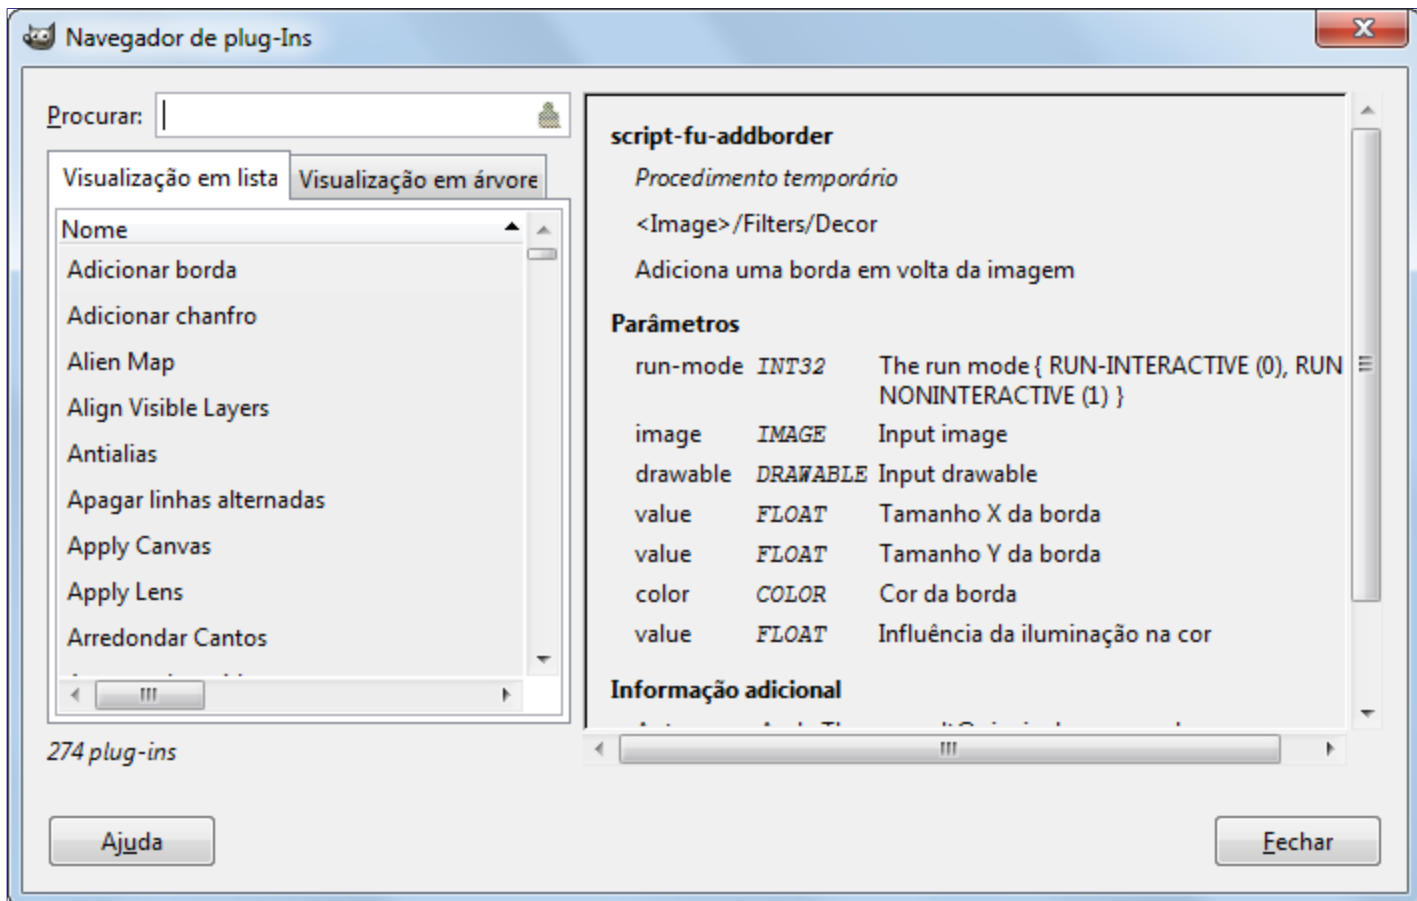 Navegador de plug-Ins
Procurar:
Visualização em lista
Visualização em árvore
Nome
Adicionar borda
Adicionar chanfro
Alien Map
Align Visible Layers
Antialias
Apagar linhas alternadas
Apply Canvas
Apply Lens
Arredondar Cantos
274 plug-ins
script-fu-addborder
Procedimento temporário
<Image>/Filters/Decor
Adiciona uma borda em volta da imagem
Parâmetros
run-mode INT32 The run mode { RUN-INTERACTIVE (0), RUN
NONINTERACTIVE (1) }
image IMAGE Input image
drawable DRAWABLE Input drawable
value FLOAT Tamanho X da borda
value FLOAT Tamanho Y da borda
color COLOR Cor da borda
value FLOAT Influência da iluminação na cor
Informação adicional
Ajuda
Fechar